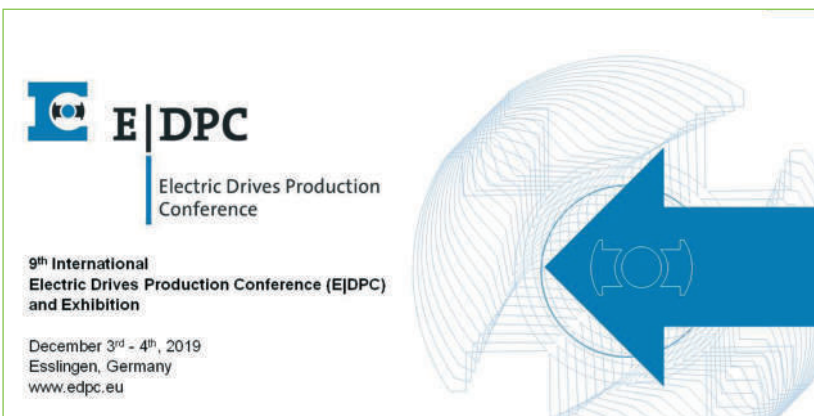 E|DPC
Electric Drives Production
Conference
9th International
Electric Drives Production Conference (E|DPC)
and Exhibition
December 3rd - 4th, 2019
Esslingen, Germany
www.edpc.eu